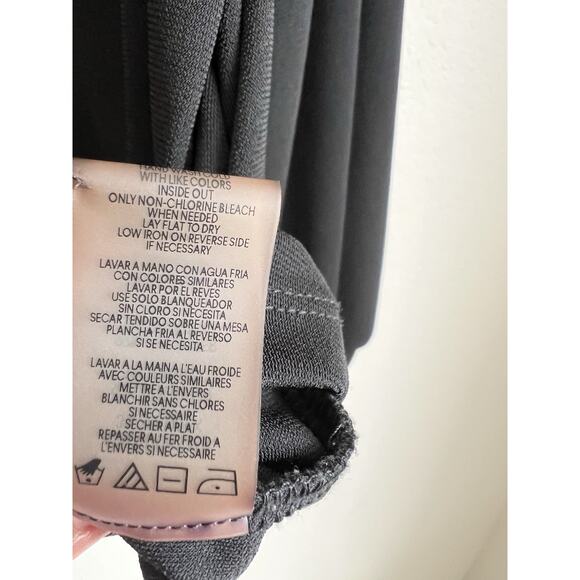 HAND WASH COLD
WITH LIKE COLORS
INSIDE OUT
ONLY NON-CHLORINE BLEACH
WHEN NEEDED
LAY FLAT TO DRY
LOW IRON ON REVERSE SIDE
IF NECESSARY
LAVAR A MANO CON AGUA FRIA
CON COLORES SIMILARES
LAVAR POR EL REVES
USE SOLO BLANQUEADOR
SIN CLORO SI NECESITA
SECAR TENDIDO SOBRE UNA MESA
PLANCHA FRIA AL REVERSO
SI SE NECESITA
LAVER A LA MAIN A L'EAU FROIDE
AVEC COULEURS SIMILAIRES
METTRE A L'ENVERS
BLANCHIR SANS CHLORES
SI NECESSAIRE
SECHER A PLAT
REPASSER AU FER FROID A
L'ENVERS SI NECESSAIRE